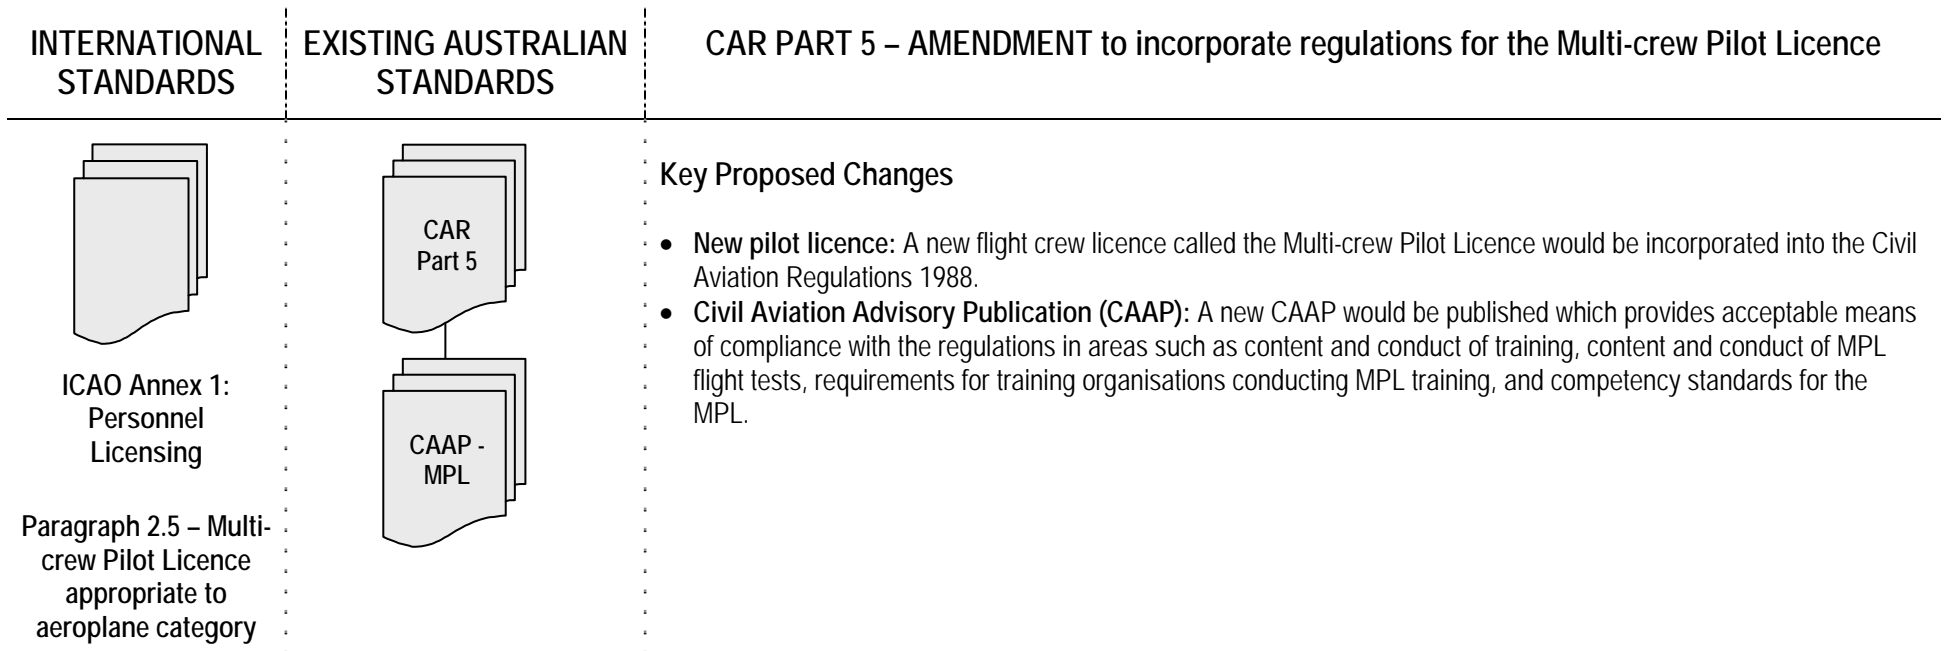 INTERNATIONAL
STANDARDS
EXISTING AUSTRALIAN
STANDARDS
CAR PART 5 – AMENDMENT to incorporate regulations for the Multi-crew Pilot Licence
ICAO Annex 1:
Personnel
Licensing
Paragraph 2.5 – Multi-
crew Pilot Licence
appropriate to
aeroplane category
CAR
Part 5
CAAP -
MPL
Key Proposed Changes
• New pilot licence: A new flight crew licence called the Multi-crew Pilot Licence would be incorporated into the Civil
Aviation Regulations 1988.
• Civil Aviation Advisory Publication (CAAP): A new CAAP would be published which provides acceptable means
of compliance with the regulations in areas such as content and conduct of training, content and conduct of MPL
flight tests, requirements for training organisations conducting MPL training, and competency standards for the
MPL.